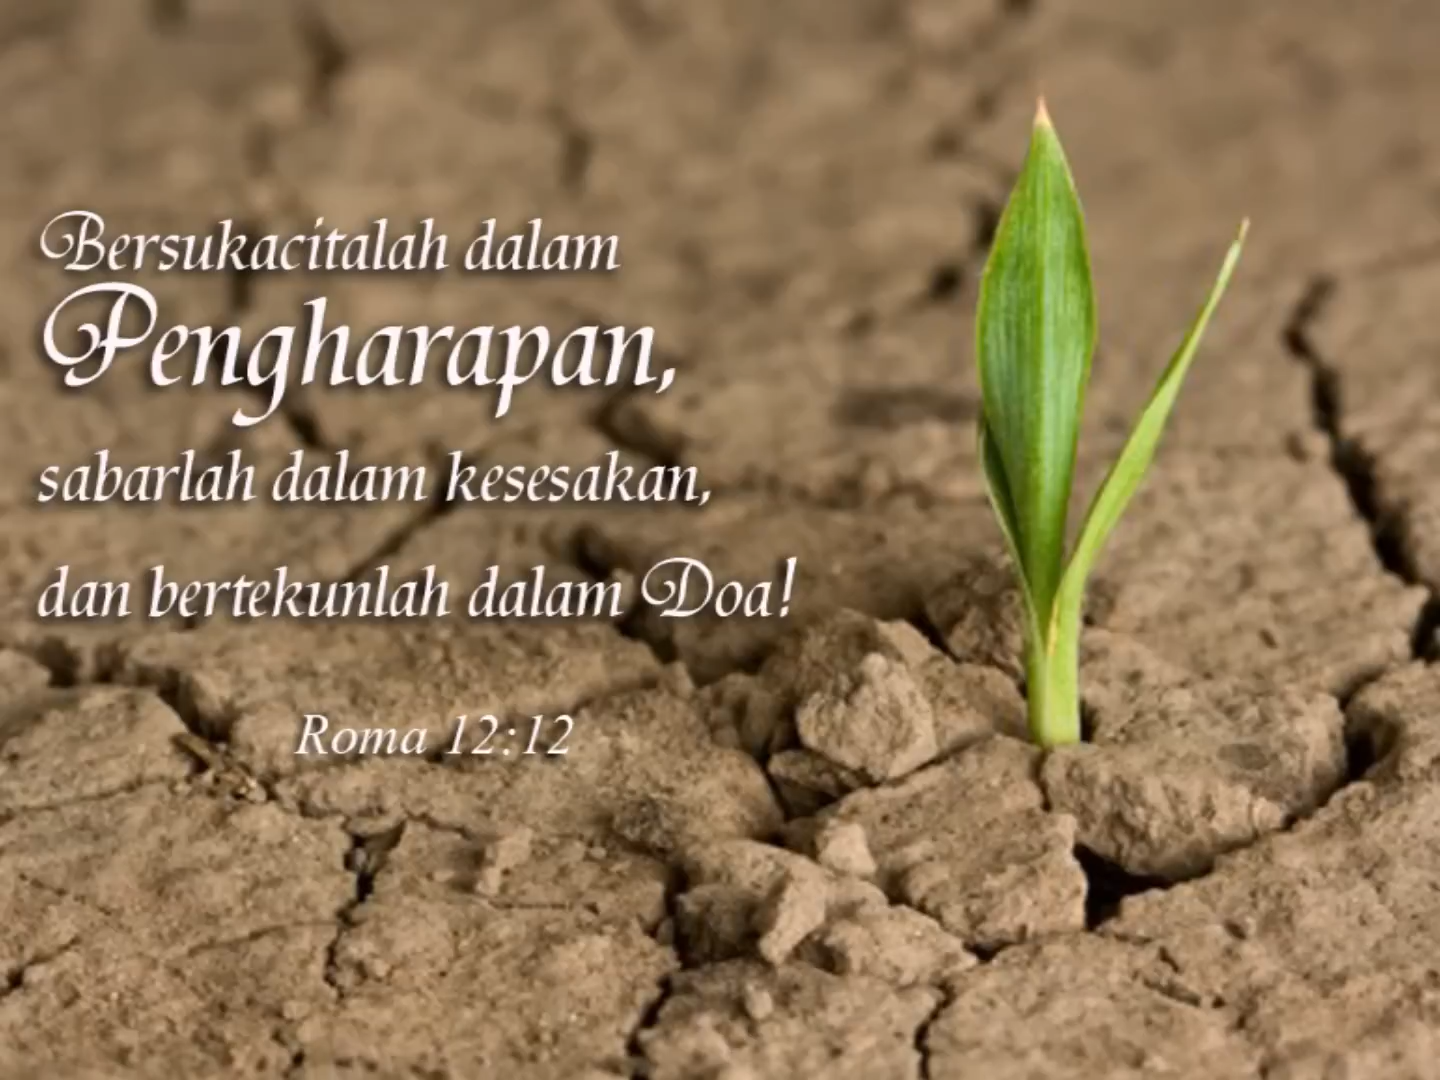 Bersukacitalah dalam
Pengharapan,
sabarlah dalam kesesakan,
dan bertekunlah dalam Doa!
Roma 12:12